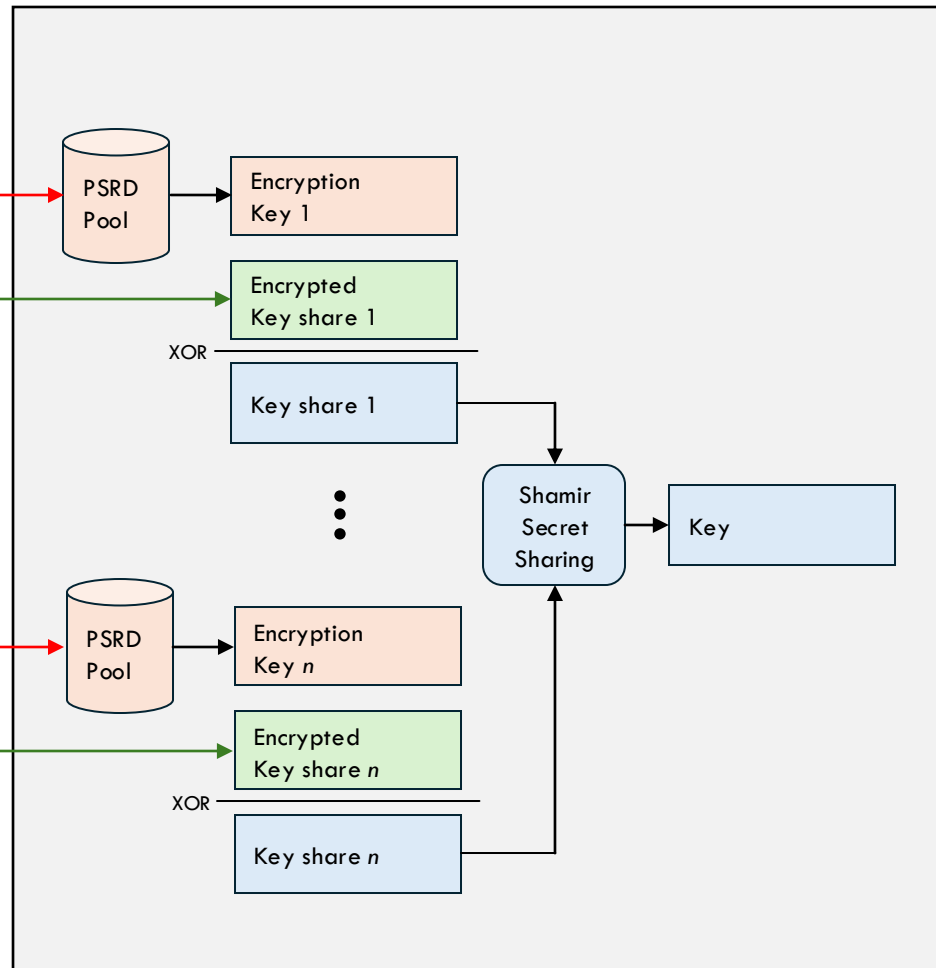 PSRD
Pool
Encryption
Key 1
Encrypted
Key share 1
XOR
Key share 1
Shamir
Secret
Sharing
Key
PSRD
Pool
Encryption
Key n
Encrypted
Key share n
XOR
Key share n